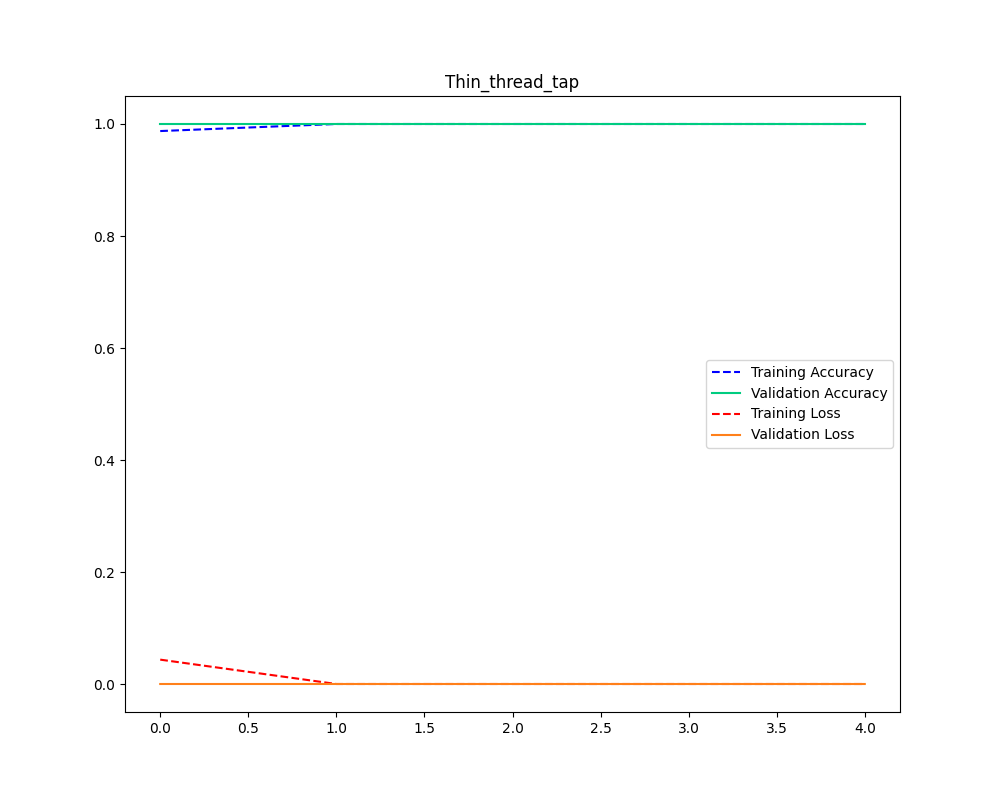 Thin_thread_tap
1.0
0.8
0.6
0.4
0.2
0.0
Training Accuracy
Validation Accuracy
Training Loss
Validation Loss
0.0 0.5 1.0 1.5 2.0 2.5 3.0 3.5 4.0